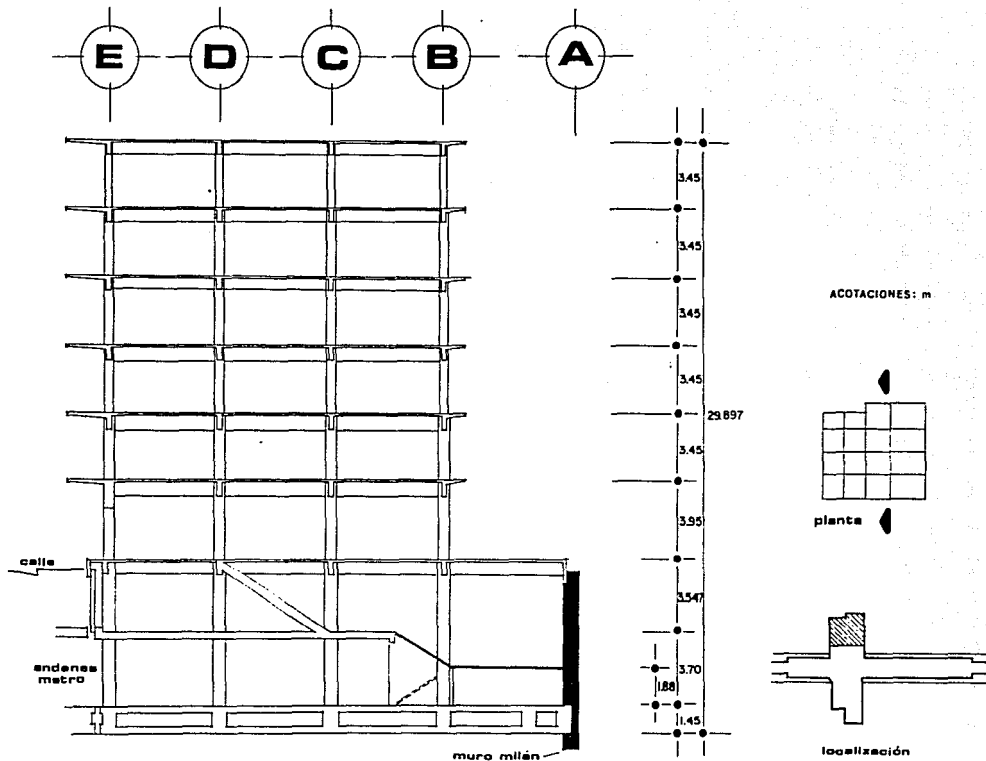 E D C B A
3.45
3.45
3.45
3.45
3.45
29.897
3.95
3.547
3.70
1.88
1.45
ACOTACIONES: m
planta
localización
calle
andenes
metro
muro milán